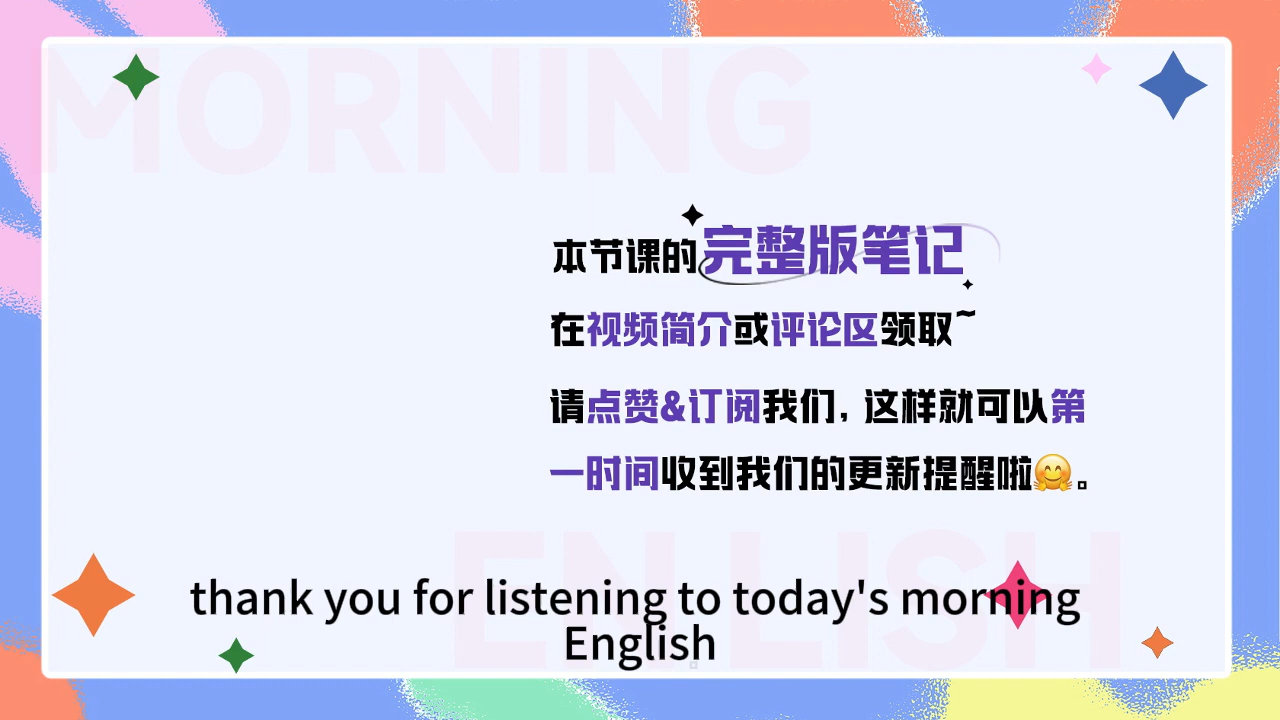 MORNING
本节课的完整版笔记
在视频简介或评论区领取~
请点赞&订阅我们，这样就可以第
一时间收到我们的更新提醒啦🤗。
ENGLISH
thank you for listening to today's morning
English